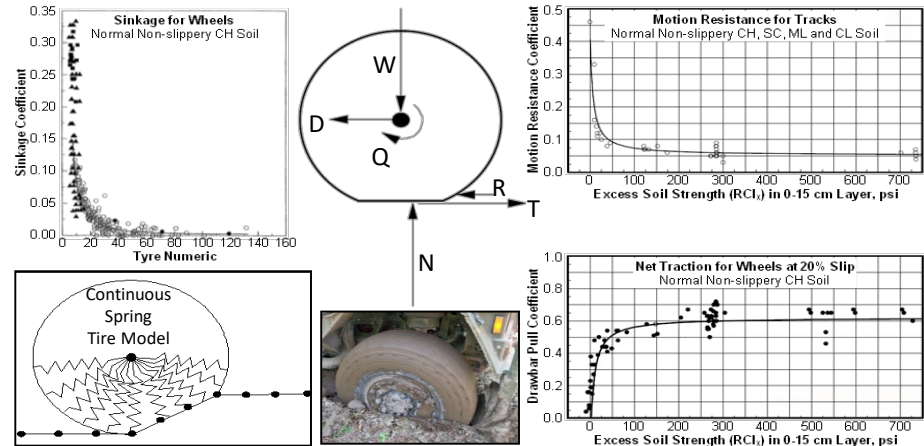 Sinkage for Wheels
Normal Non-slippery CH Soil
Sinkage Coefficient
0.35
0.30
0.25
0.20
0.15
0.10
0.05
0.00
0 20 40 60 80 100 120 140 160
Tyre Numeric
W
D
Q
R
T
N
Motion Resistance for Tracks
Normal Non-slippery CH, SC, ML and CL Soil
Motion Resistance Coefficient
0.5
0.4
0.3
0.2
0.1
0.0
0 100 200 300 400 500 600 700
Excess Soil Strength (RCIx) in 0-15 cm Layer, psi
Continuous
Spring
Tire Model
Net Traction for Wheels at 20% Slip
Normal Non-slippery CH Soil
Drawbar Pull Coefficient
1.0
0.8
0.6
0.4
0.2
0.0
0 100 200 300 400 500 600 700
Excess Soil Strength (RCIx) in 0-15 cm Layer, psi